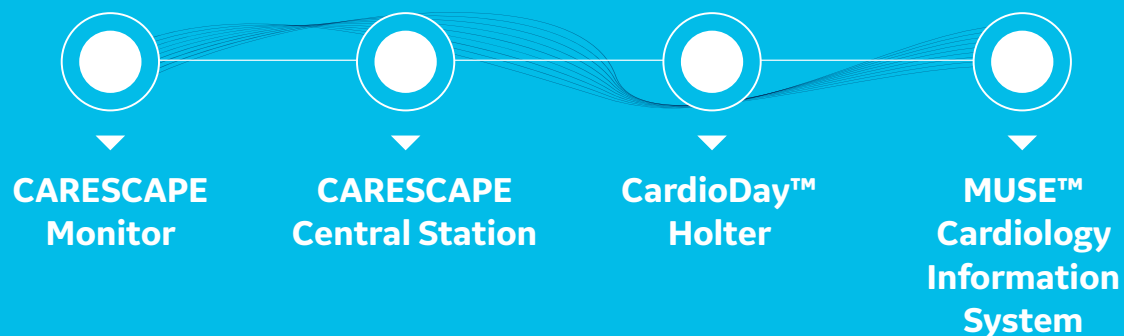 CARESCAPE
Monitor
CARESCAPE
Central Station
CardioDay™
Holter
MUSE™
Cardiology
Information
System